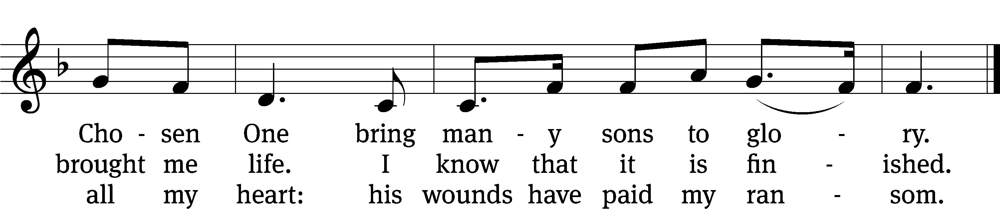 Cho - sen One bring man - y sons to glo - ry.
brought me life. I know that it is fin - ished.
all my heart: his wounds have paid my ran - som.